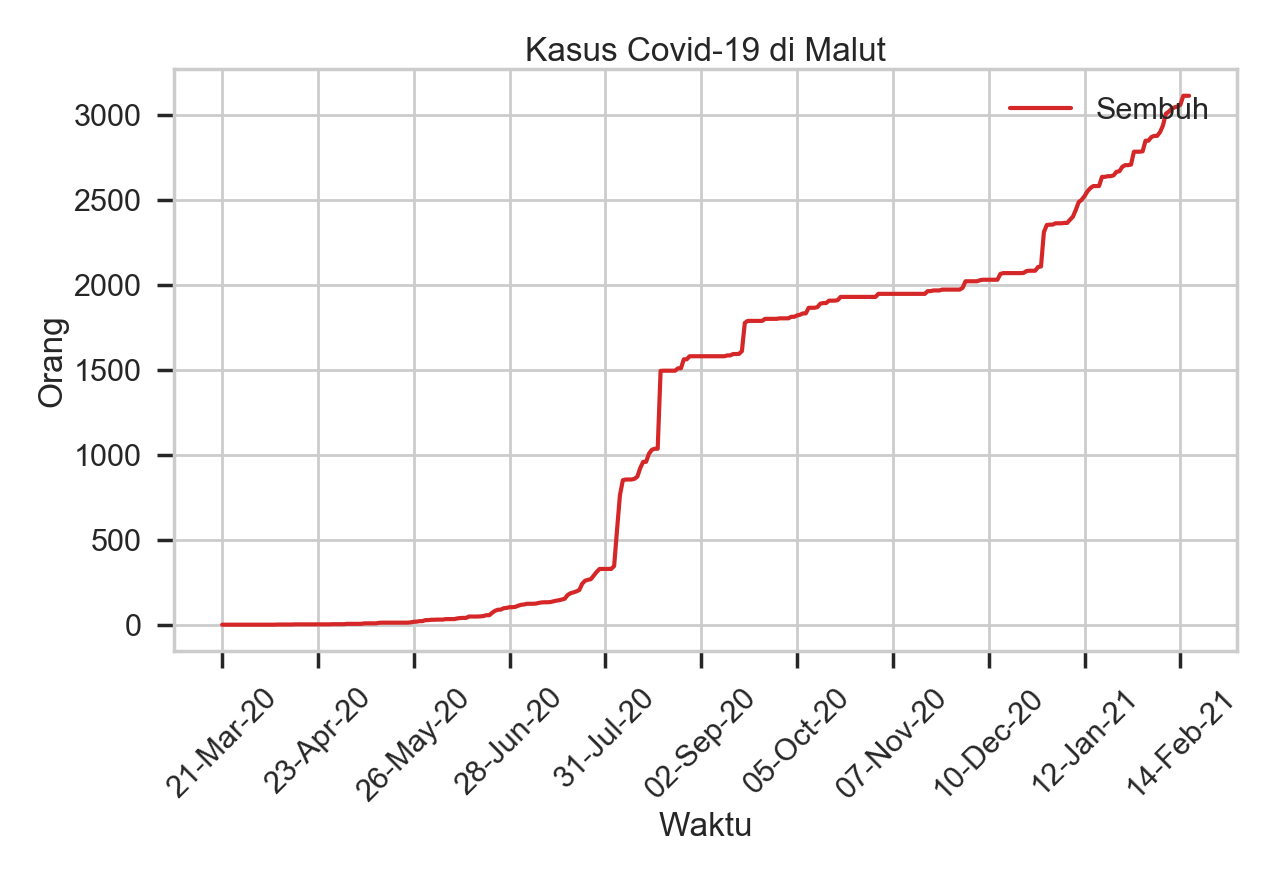 Kasus Covid-19 di Malut
Sembuh
3000
2500
2000
1500
1000
500
0
Orang
21-Mar-20
23-Apr-20
26-May-20
28-Jun-20
31-Jul-20
02-Sep-20
05-Oct-20
07-Nov-20
10-Dec-20
12-Jan-21
14-Feb-21
Waktu